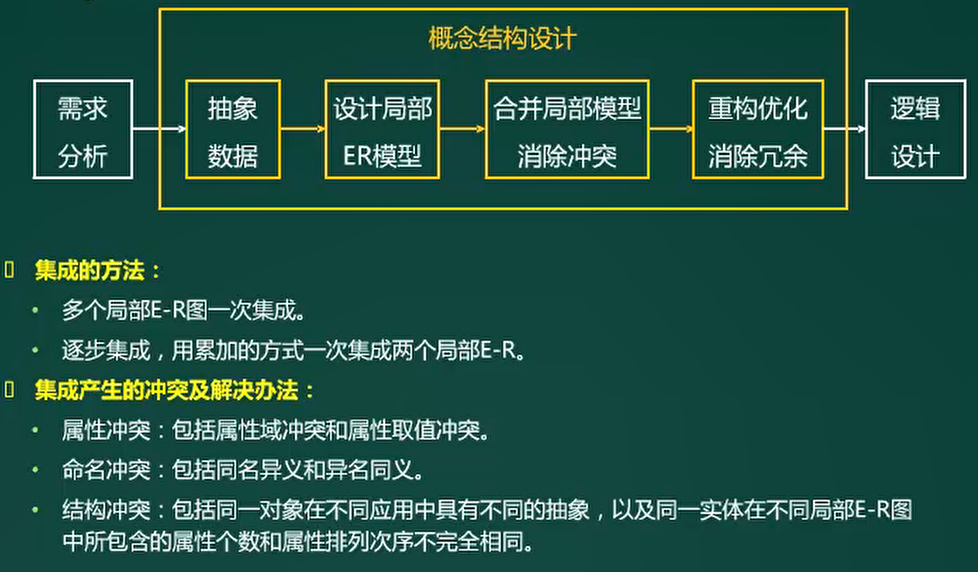 概念结构设计
需求
分析
抽象
数据
设计局部
ER模型
合并局部模型
消除冲突
重构优化
消除冗余
逻辑
设计
集成的方法：
• 多个局部E-R图一次集成。
• 逐步集成，用累加的方式一次集成两个局部E-R。
集成产生的冲突及解决办法：
• 属性冲突：包括属性域冲突和属性取值冲突。
• 命名冲突：包括同名异义和异名同义。
• 结构冲突：包括同一对象在不同应用中具有不同的抽象，以及同一实体在不同局部E-R图
中所包含的属性个数和属性排列次序不完全相同。